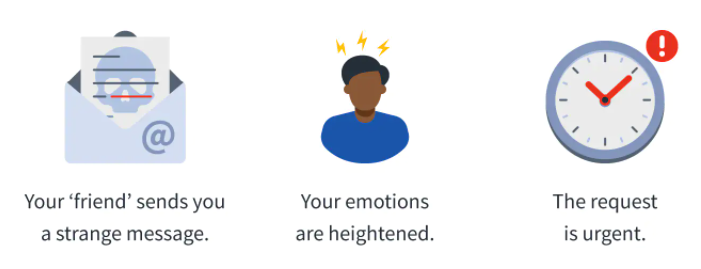 !
@
Your ‘friend’ sends you
a strange message.
Your emotions
are heightened.
The request
is urgent.